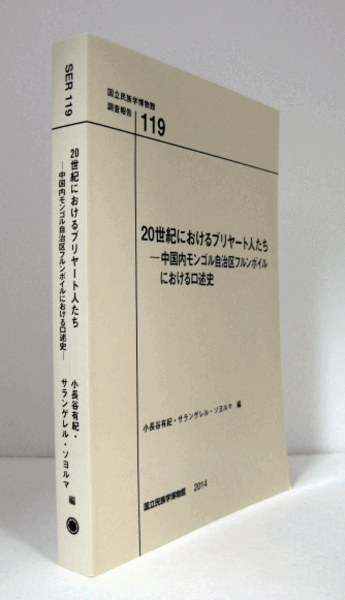 SER 119
20世紀におけるブリヤート人たち
―中国内モンゴル自治区フルンボイルにおける口述史―
小長谷有紀・
サランゲレル・ソヨルマ 編
国立民族学博物館
調査報告 119
20世紀におけるブリヤート人たち
―中国内モンゴル自治区フルンボイル
における口述史
小長谷有紀・サランゲレル・ソヨルマ 編
国立民族学博物館 2014